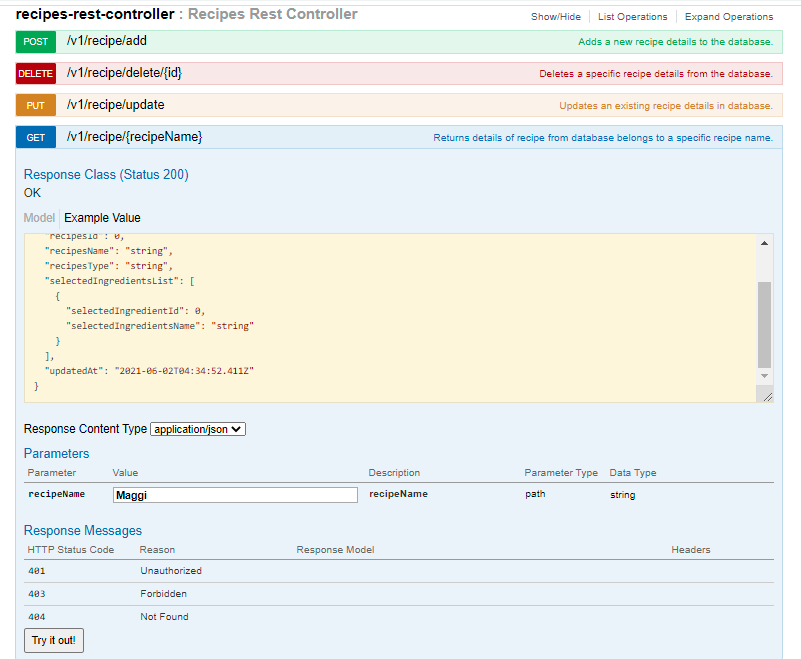 recipes-rest-controller : Recipes Rest Controller
Show/Hide | List Operations | Expand Operations
POST /v1/recipe/add Adds a new recipe details to the database.
DELETE /v1/recipe/delete/{id} Deletes a specific recipe details from the database.
PUT /v1/recipe/update Updates an existing recipe details in database.
GET /v1/recipe/{recipeName} Returns details of recipe from database belongs to a specific recipe name.
Response Class (Status 200)
OK
Model Example Value
"recipesId": 0,
"recipesName": "string",
"recipesType": "string",
"selectedIngredientsList": [
{
"selectedIngredientId": 0,
"selectedIngredientsName": "string"
}
],
"updatedAt": "2021-06-02T04:34:52.411Z"
}
Response Content Type application/json
Parameters
Parameter Value Description Parameter Type Data Type
recipeName Maggi recipeName path string
Response Messages
HTTP Status Code Reason Response Model Headers
401 Unauthorized
403 Forbidden
404 Not Found
Try it out!